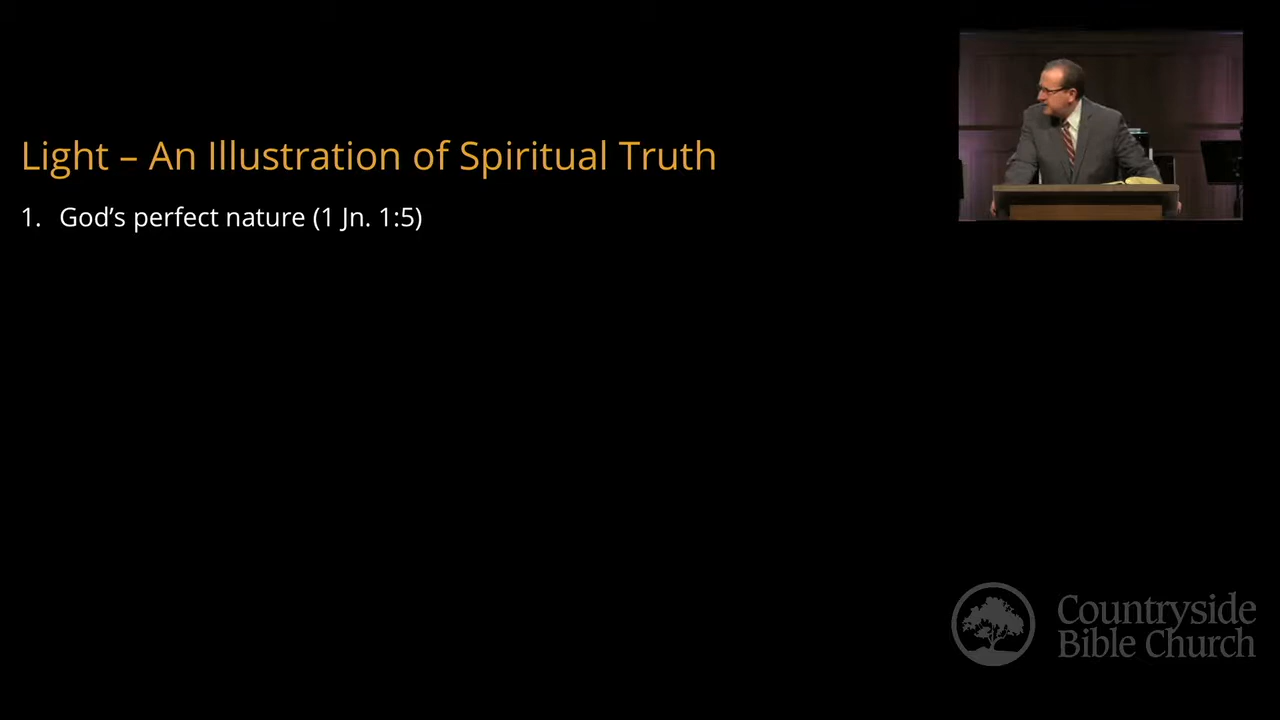 Light – An Illustration of Spiritual Truth
1. God’s perfect nature (1 Jn. 1:5)
Countryside
Bible Church